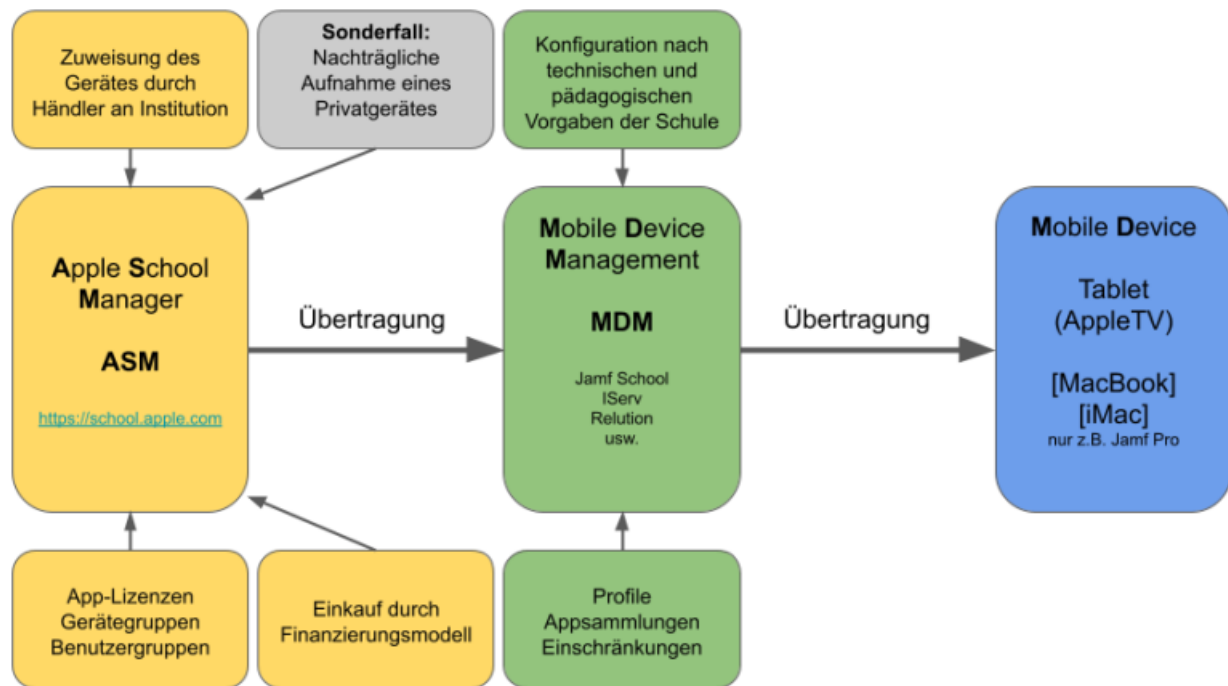 Zuweisung des
Gerätes durch
Händler an Institution
Sonderfall:
Nachträgliche
Aufnahme eines
Privatgerätes
Konfiguration nach
technischen und
pädagogischen
Vorgaben der Schule
Apple School
Manager
ASM
https://school.apple.com
Übertragung
Mobile Device
Management
MDM
Jamf School
IServ
Relution
usw.
Übertragung
Mobile Device
Tablet
(AppleTV)
[MacBook]
[iMac]
nur z.B. Jamf Pro
App-Lizenzen
Gerätegruppen
Benutzergruppen
Einkauf durch
Finanzierungsmodell
Profile
Appsammlungen
Einschränkungen